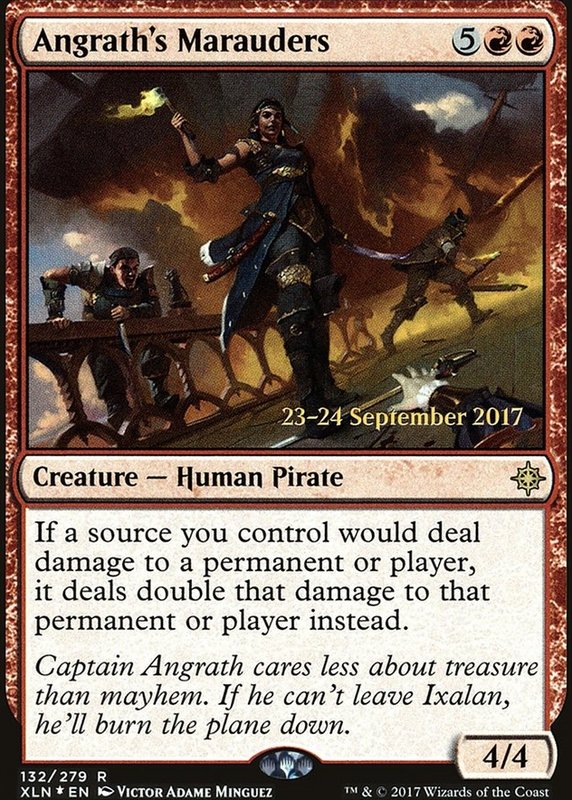 Angrath's Marauders 5
23–24 September 2017
Creature — Human Pirate
If a source you control would deal
damage to a permanent or player,
it deals double that damage to that
permanent or player instead.
Captain Angrath cares less about treasure
than mayhem. If he can't leave Ixalan,
he'll burn the plane down.
4/4
132/279 R
XLN★EN Victor Adame Minguez
™ & © 2017 Wizards of the Coast